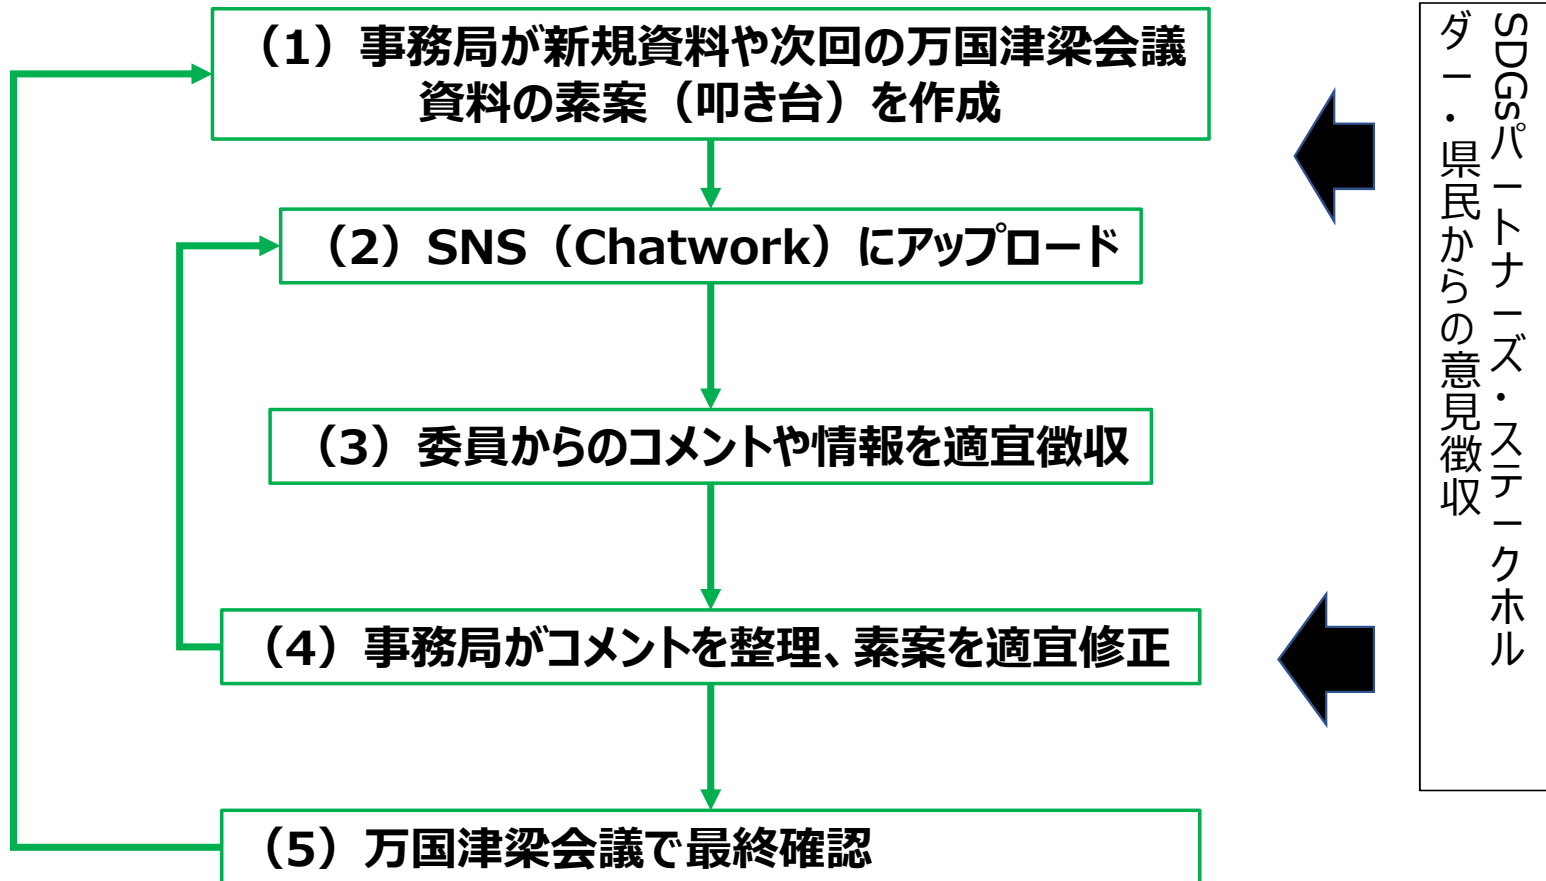 （1）事務局が新規資料や次回の万国津梁会議
資料の素案（叩き台）を作成
（2）SNS（Chatwork）にアップロード
（3）委員からのコメントや情報を適宜徴収
（4）事務局がコメントを整理、素案を適宜修正
（5）万国津梁会議で最終確認
SDGsパートナーズ・ステークホル
ダー・県民からの意見徴収